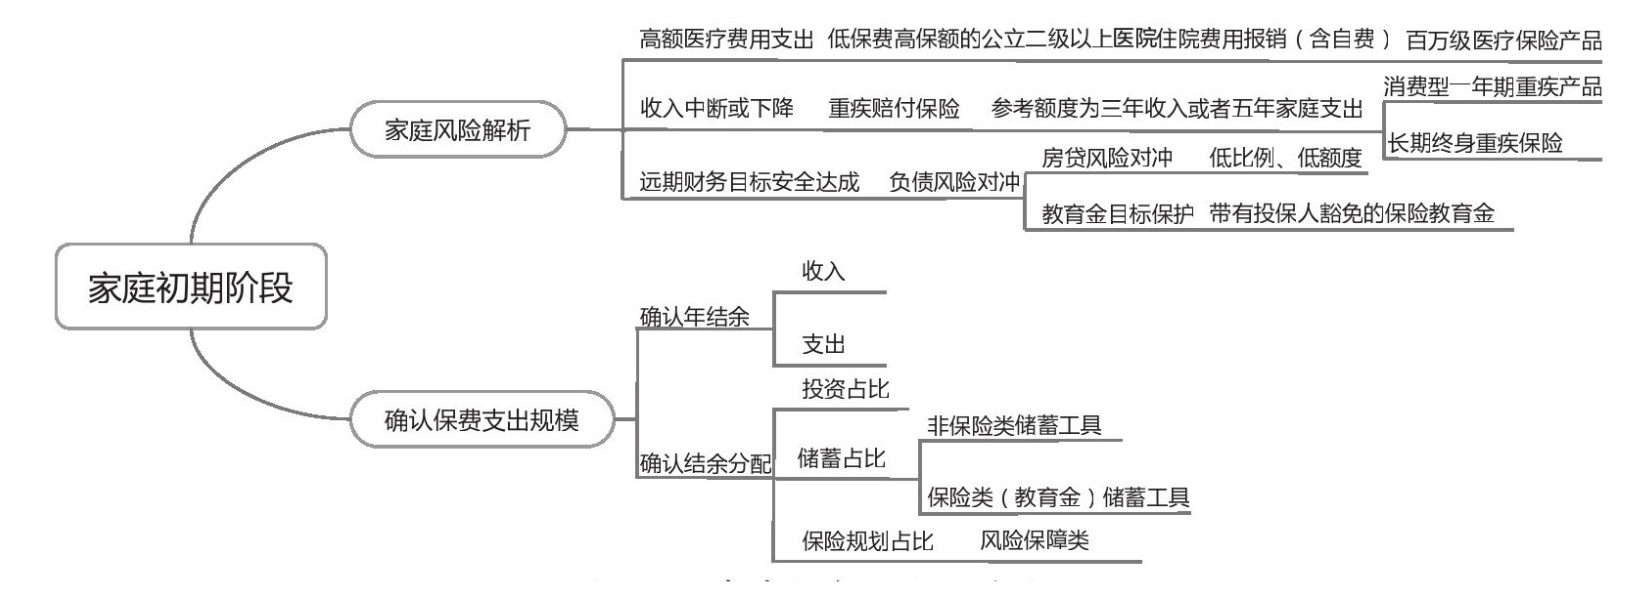 高额医疗费用支出 低保费高保额的公立二级以上医院住院费用报销（含自费） 百万级医疗保险产品
消费型一年期重疾产品
收入中断或下降 重疾赔付保险 参考额度为三年收入或者五年家庭支出
家庭风险解析
长期终身重疾保险
房贷风险对冲 低比例、低额度
远期财务目标安全达成 负债风险对冲
教育金目标保护 带有投保人豁免的保险教育金
家庭初期阶段
收入
确认年结余
支出
投资占比
确认保费支出规模
非保险类储蓄工具
确认结余分配 储蓄占比
保险类（教育金）储蓄工具
保险规划占比 风险保障类